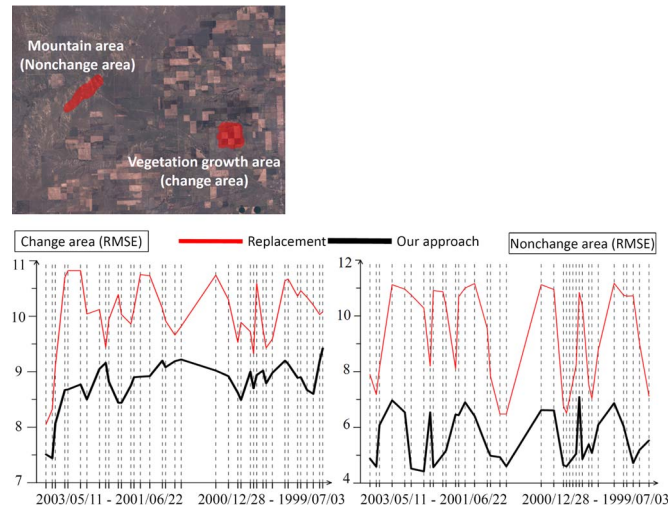 Mountain area
(Nonchange area)
Vegetation growth area
(change area)
Change area (RMSE)
Replacement
Our approach
Nonchange area (RMSE)
11
10
9
8
7
2003/05/11 - 2001/06/22
2000/12/28 - 1999/07/03
12
10
8
6
4
2003/05/11 - 2001/06/22
2000/12/28 - 1999/07/03